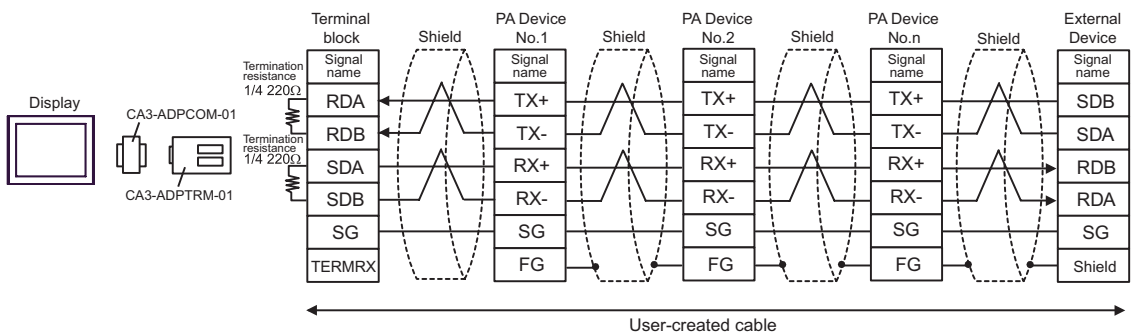 Terminal block
Shield
PA Device No.1
Shield
PA Device No.2
Shield
PA Device No.n
Shield
External Device
Display
CA3-ADPCOM-01
CA3-ADPTRM-01
Termination resistance
1/4 220Ω
Termination resistance
1/4 220Ω
Signal name
Signal name
Signal name
Signal name
Signal name
RDA
TX+
TX+
TX+
SDB
RDB
TX-
TX-
TX-
SDA
SDA
RX+
RX+
RX+
RDB
SDB
RX-
RX-
RX-
RDA
SG
SG
SG
SG
SG
TERMRX
FG
FG
FG
Shield
User-created cable